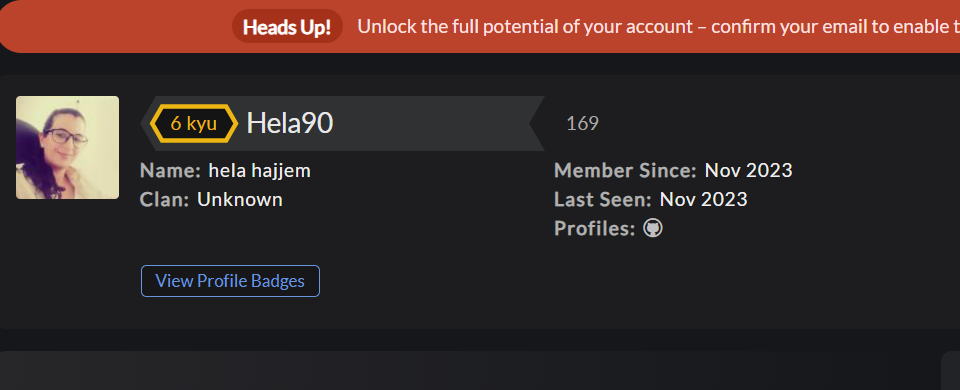 Heads Up! Unlock the full potential of your account – confirm your email to enable
6 kyu Hela90 169
Name: hela hajjem
Clan: Unknown
Member Since: Nov 2023
Last Seen: Nov 2023
Profiles:
View Profile Badges